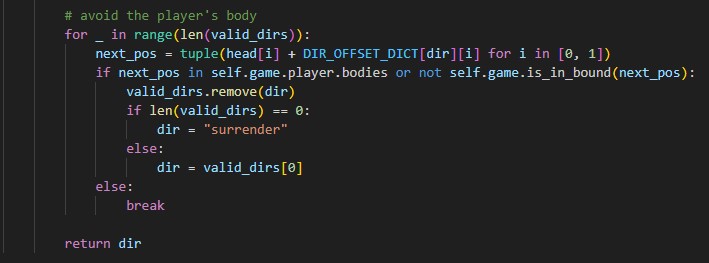 # avoid the player's body
for _ in range(len(valid_dirs)):
    next_pos = tuple(head[i] + DIR_OFFSET_DICT[dir][i] for i in [0, 1])
    if next_pos in self.game.player.bodies or not self.game.is_in_bound(next_pos):
        valid_dirs.remove(dir)
        if len(valid_dirs) == 0:
            dir = "surrender"
        else:
            dir = valid_dirs[0]
    else:
        break

return dir